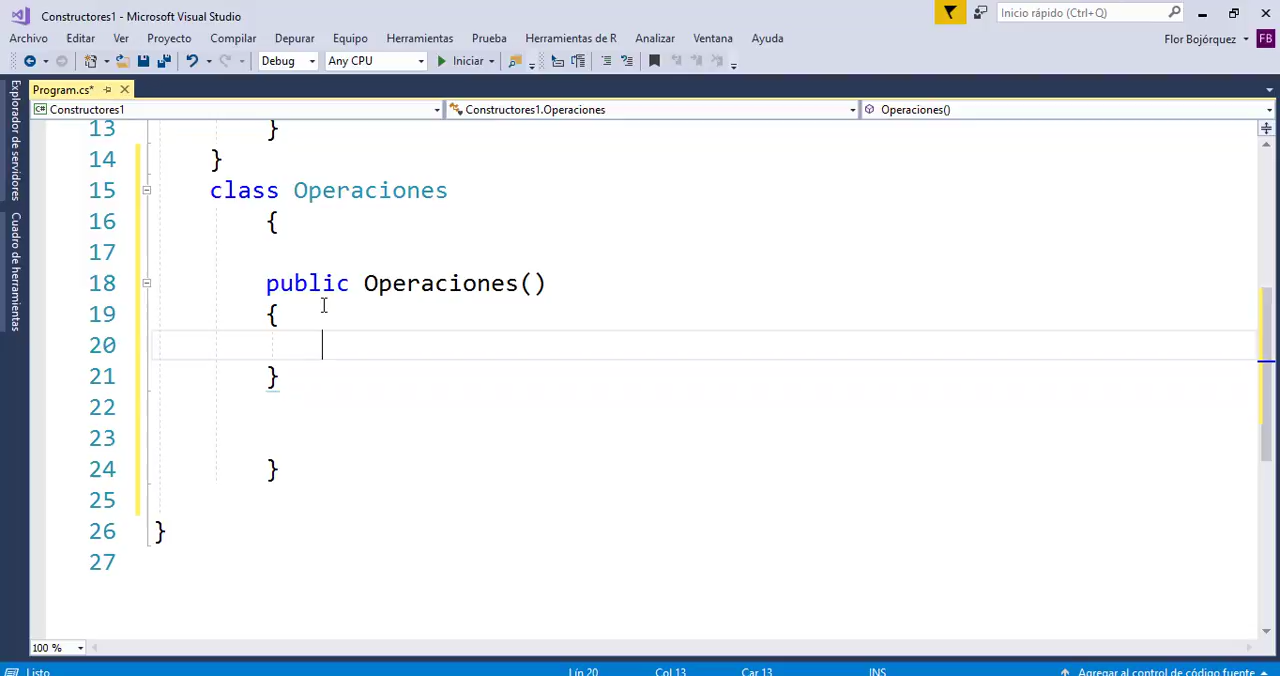 Constructores1 - Microsoft Visual Studio
Inicio rápido (Ctrl+Q)
Archivo Editar Ver Proyecto Compilar Depurar Equipo Herramientas Prueba Herramientas de R Analizar Ventana Ayuda
Flor Bojórquez FB
Debug Any CPU Iniciar
Explorador de servidores
Cuadro de herramientas
Program.cs*
C# Constructores1 Constructores1.Operaciones Operaciones()
13 }
14 }
15 class Operaciones
16 {
17
18 public Operaciones()
19 {
20
21 }
22
23
24 }
25
26 }
27
100 %
Listo Lín 20 Col 13 Car 13 INS Agregar al control de código fuente